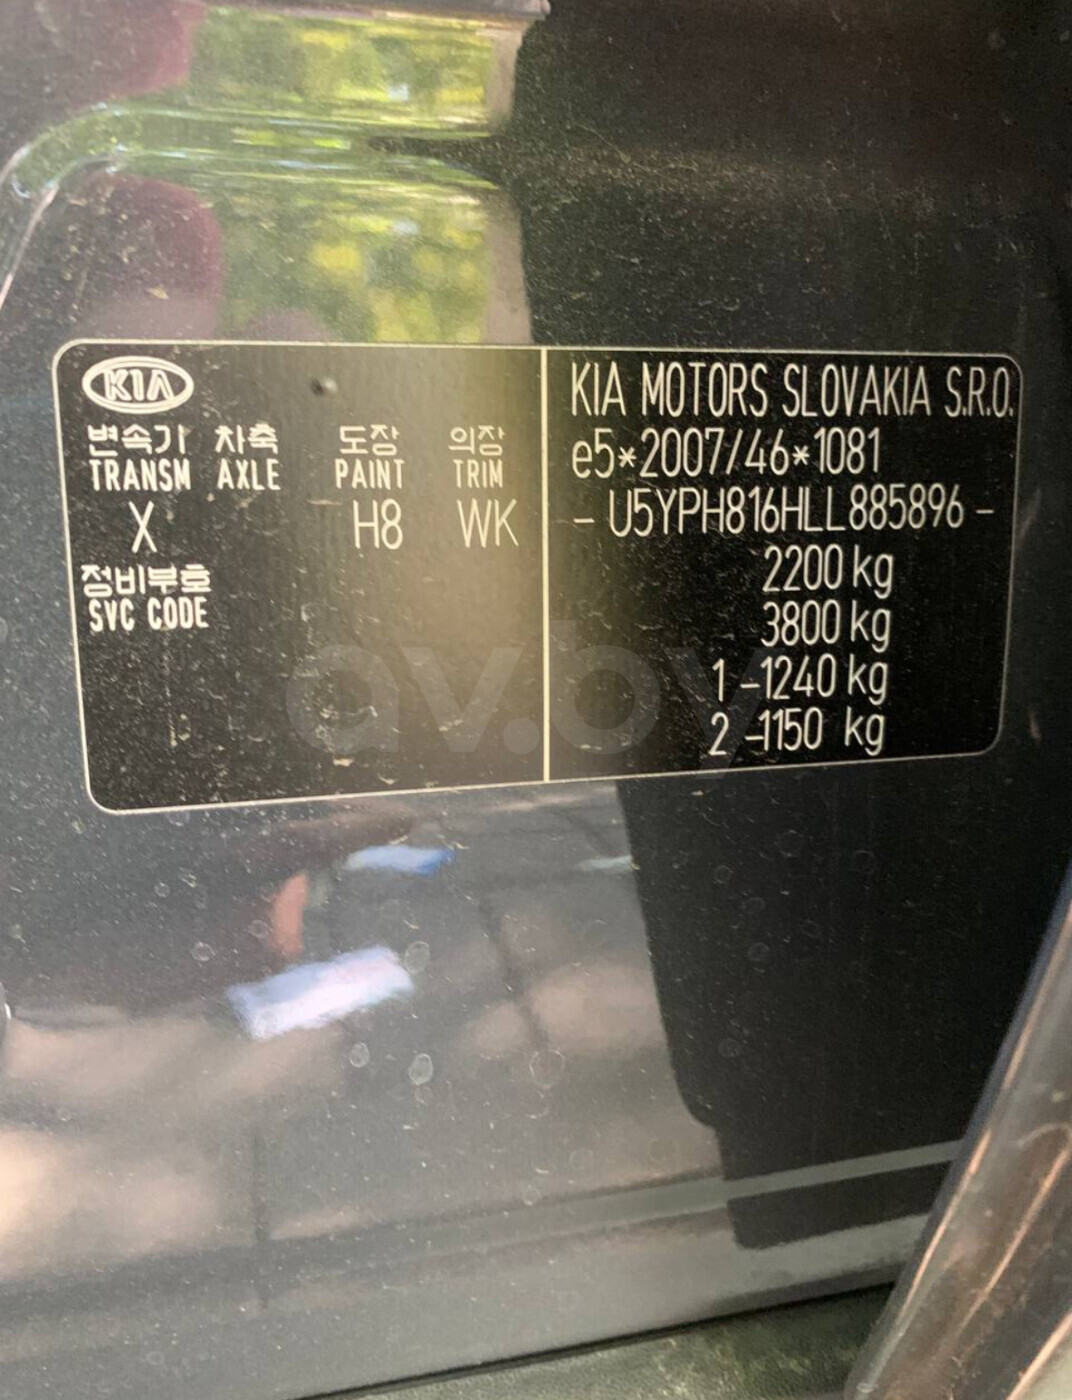 KIA
변속기 차축 도장 의장
TRANSM AXLE PAINT TRIM
X H8 WK
정비부호
SVC CODE
KIA MOTORS SLOVAKIA S.R.O.
e5*2007/46*1081
- U5YPH816HLL885896 -
2200 kg
3800 kg
1 -1240 kg
2 -1150 kg
av.by